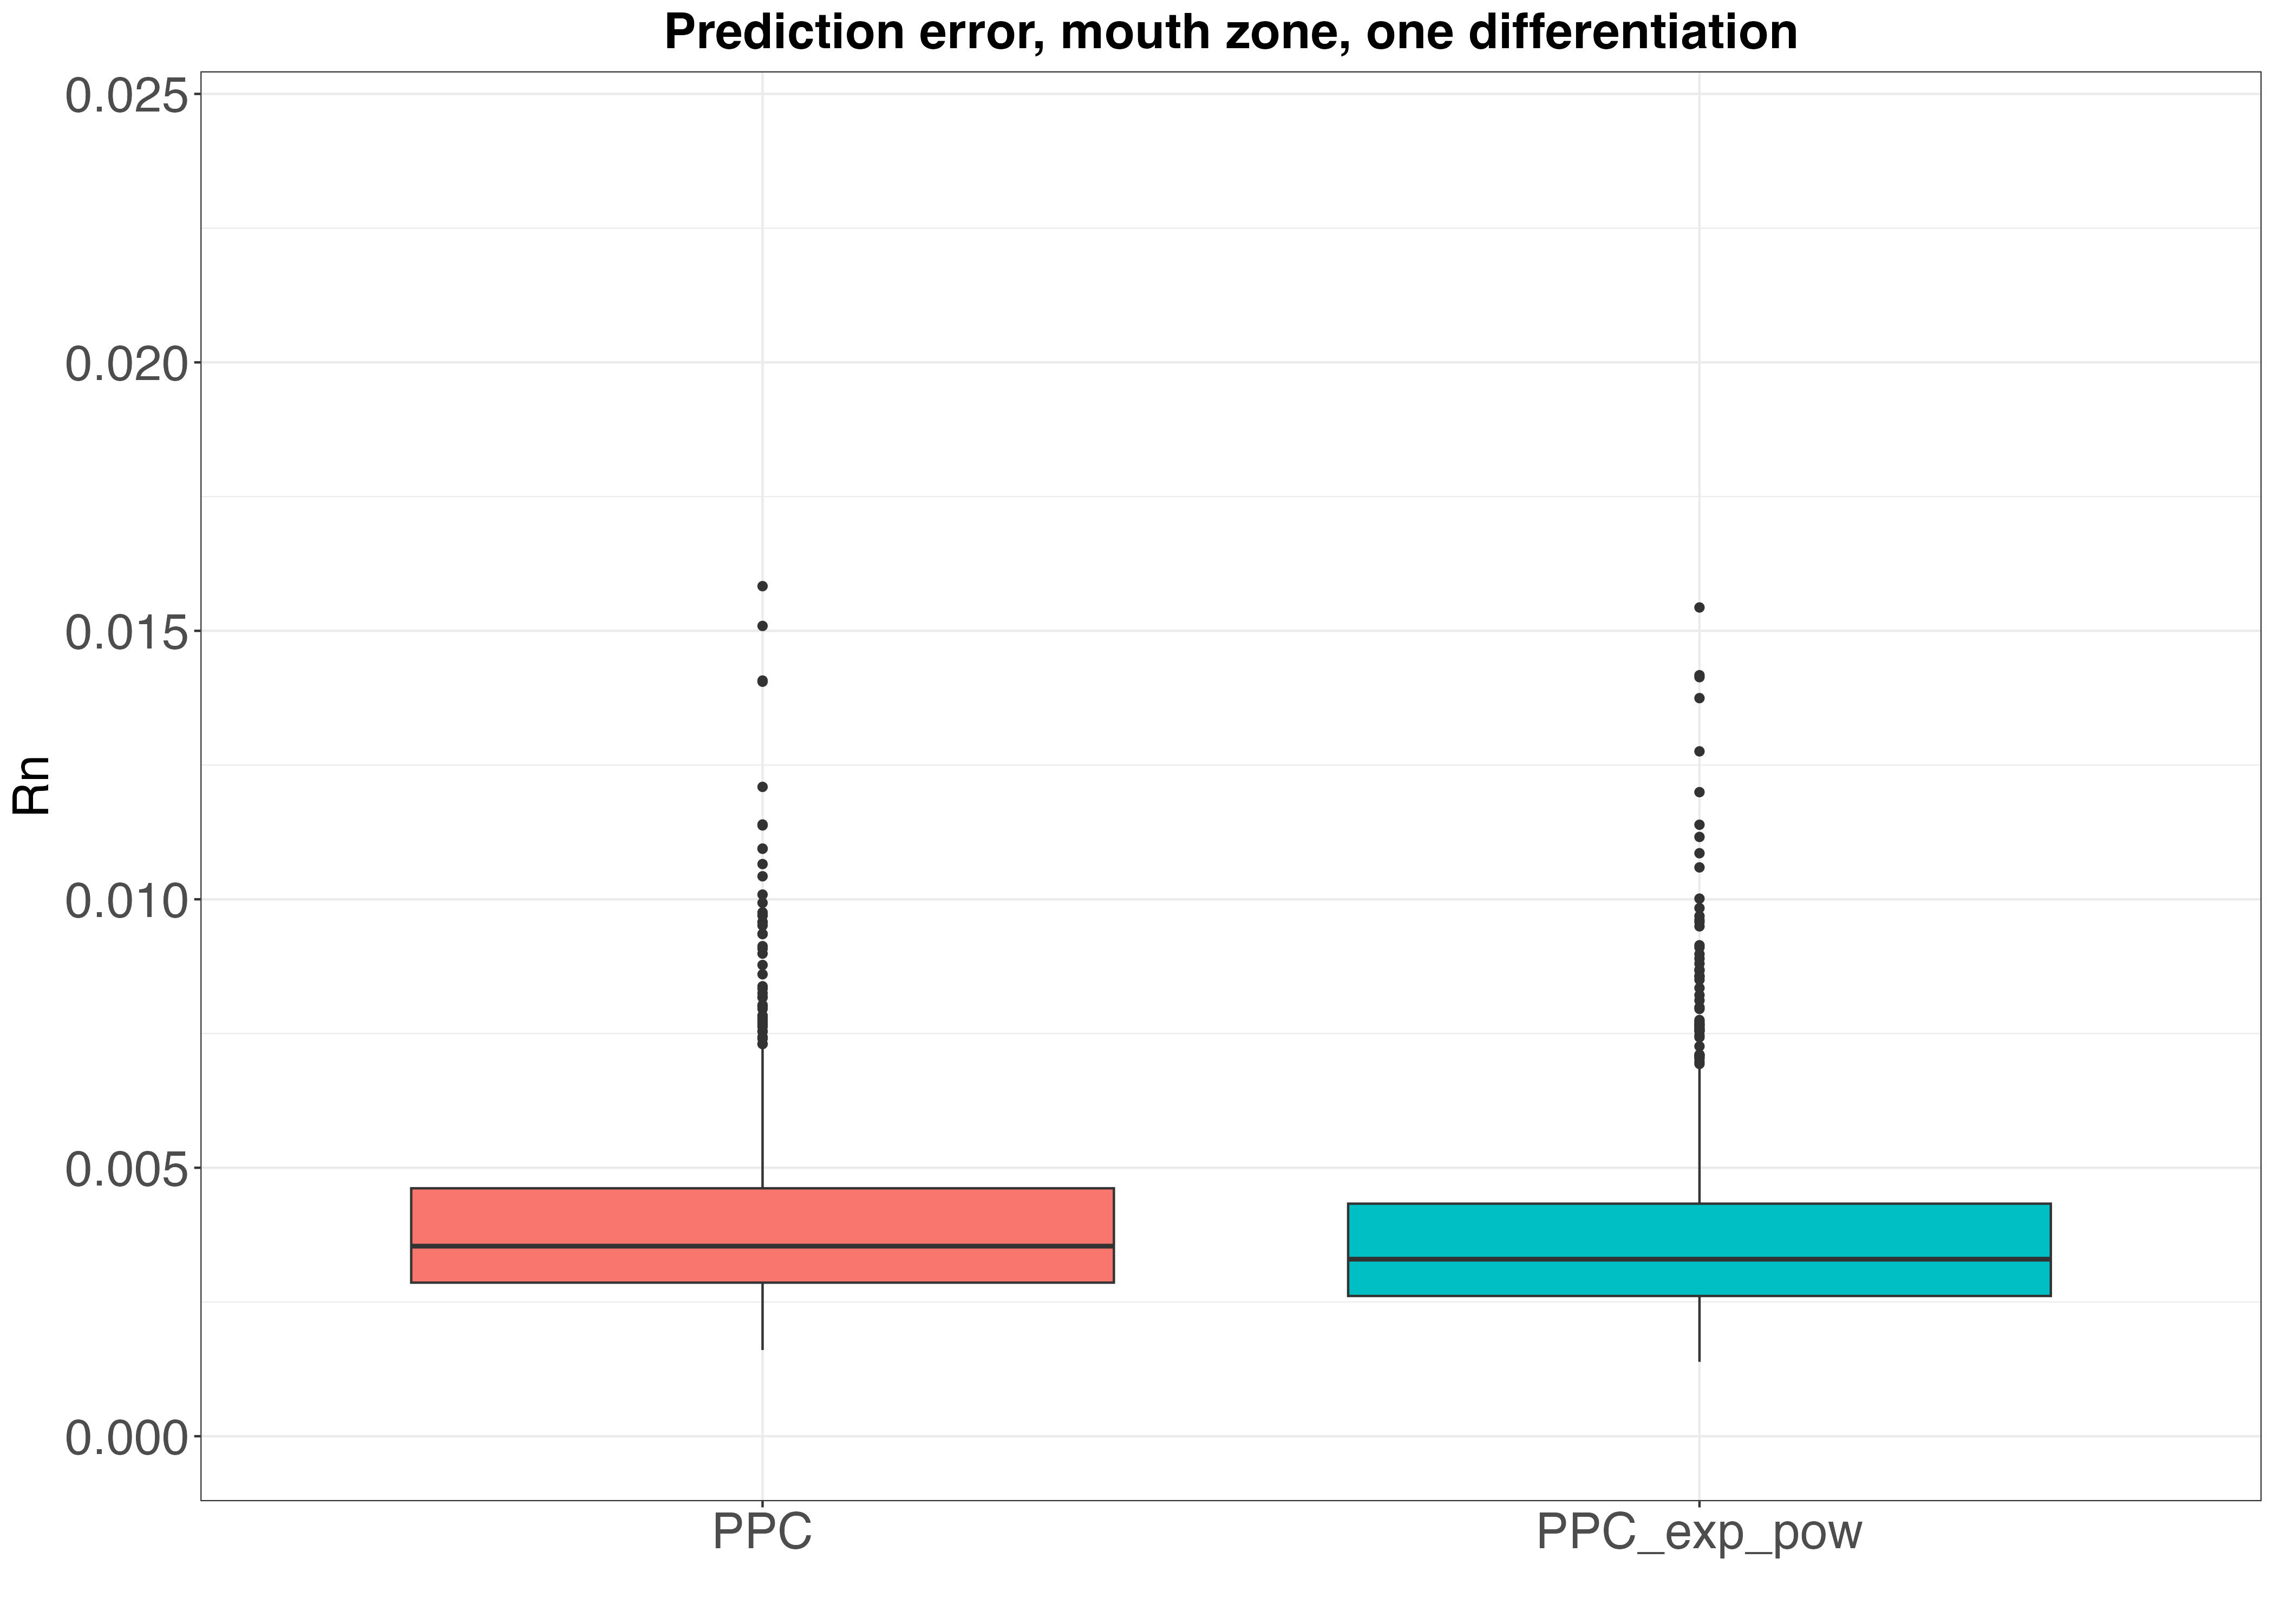 Prediction error, mouth zone, one differentiation
0.025
0.020
0.015
0.010
0.005
0.000
Rn
PPC
PPC_exp_pow